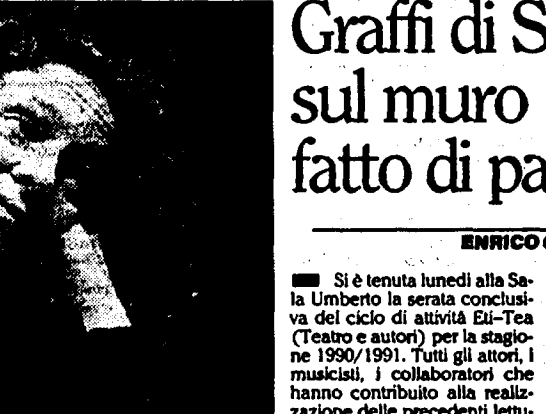 Graffi di S
sul muro
fatto di pa
ENRICO
Si è tenuta lunedì alla Sa-
la Umberto la serata conclusi-
va del ciclo di attività Eti-Tea
(Teatro e autori) per la stagio-
ne 1990/1991. Tutti gli attori, i
musicisti, i collaboratori che
hanno contribuito alla realiz-
zazione delle precedenti lettu-